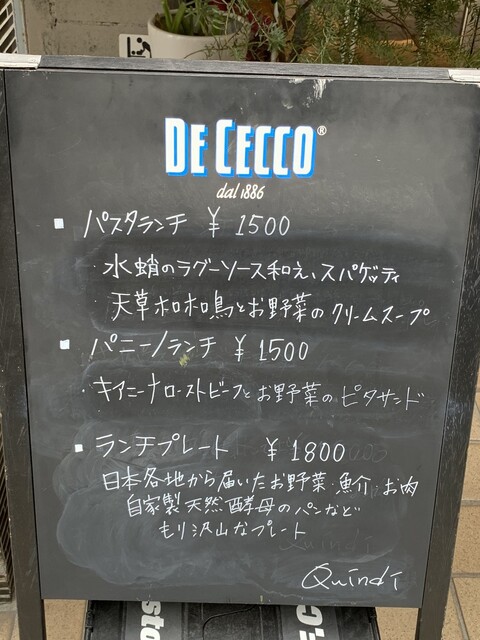 DE CECCO®
dal 1886
パスタランチ ¥1500
・水蛸のラグーソース和え、スパゲッティ
・天草ホロホロ鳥とお野菜のクリームスープ
パニーノランチ ¥1500
・キアニーナローストビーフとお野菜のピタサンド
ランチプレート ¥1800
日本各地から届いたお野菜・魚介・お肉
自家製天然酵母のパンなど
もり沢山なプレート
Quindi